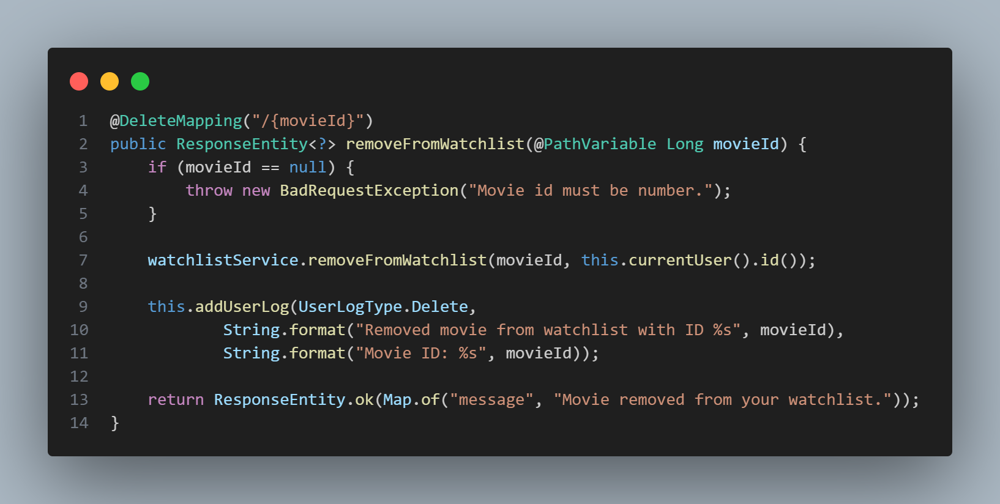 1 @DeleteMapping("/{movieId}")
2 public ResponseEntity<?> removeFromWatchlist(@PathVariable Long movieId) {
3     if (movieId == null) {
4         throw new BadRequestException("Movie id must be number.");
5     }
6
7     watchlistService.removeFromWatchlist(movieId, this.currentUser().id());
8
9     this.addUserLog(UserLogType.Delete,
10             String.format("Removed movie from watchlist with ID %s", movieId),
11             String.format("Movie ID: %s", movieId));
12
13     return ResponseEntity.ok(Map.of("message", "Movie removed from your watchlist."));
14 }